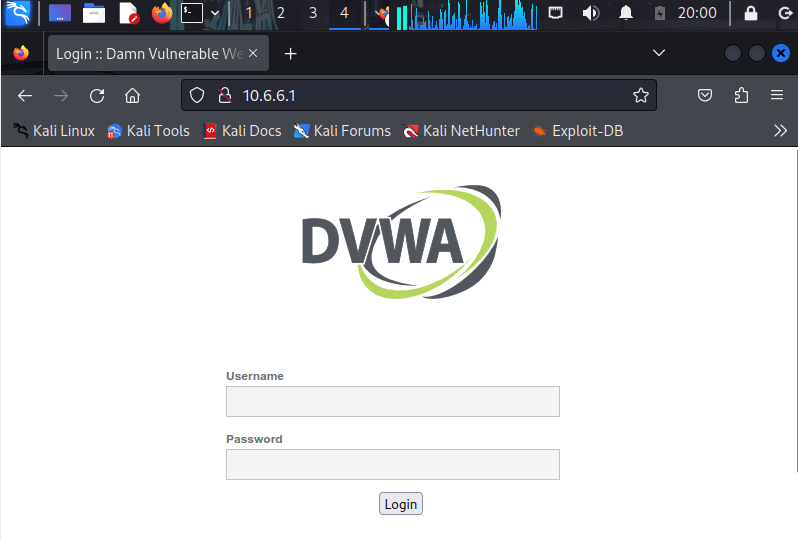 1 2 3 4 20:00
Login :: Damn Vulnerable We
10.6.6.1
Kali Linux Kali Tools Kali Docs Kali Forums Kali NetHunter Exploit-DB
DVWA
Username
Password
Login